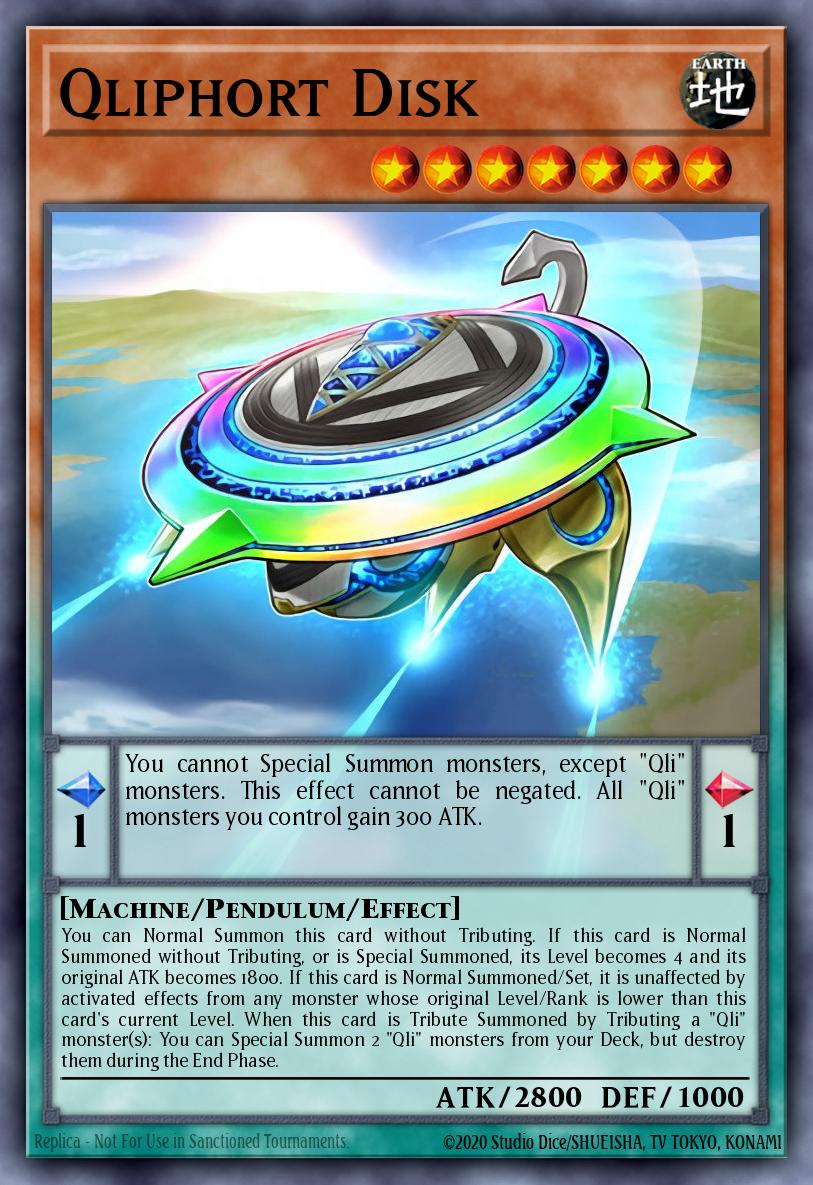 Qliphort Disk
EARTH
地
You cannot Special Summon monsters, except "Qli"
monsters. This effect cannot be negated. All "Qli"
monsters you control gain 300 ATK.
1
1
[Machine/Pendulum/Effect]
You can Normal Summon this card without Tributing. If this card is Normal
Summoned without Tributing, or is Special Summoned, its Level becomes 4 and its
original ATK becomes 1800. If this card is Normal Summoned/Set, it is unaffected by
activated effects from any monster whose original Level/Rank is lower than this
card's current Level. When this card is Tribute Summoned by Tributing a "Qli"
monster(s): You can Special Summon 2 "Qli" monsters from your Deck, but destroy
them during the End Phase.
ATK/2800 DEF/1000
Replica - Not For Use in Sanctioned Tournaments.
©2020 Studio Dice/SHUEISHA, TV TOKYO, KONAMI